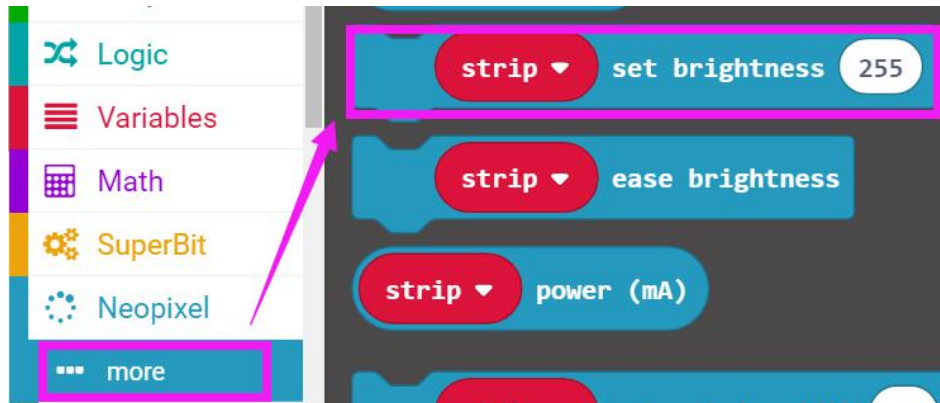 Logic
Variables
Math
SuperBit
Neopixel
more
strip set brightness 255
strip ease brightness
strip power (mA)